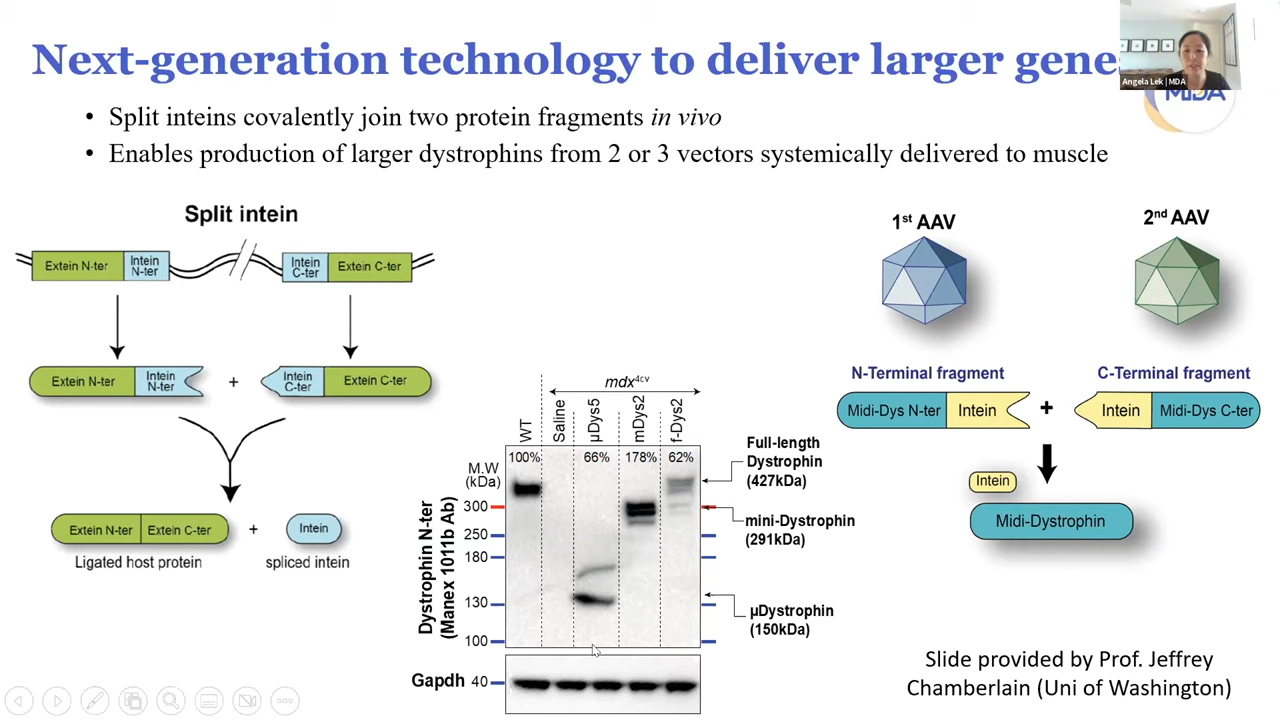 Next-generation technology to deliver larger gene
Angela Lek | MDA
MDA
• Split inteins covalently join two protein fragments in vivo
• Enables production of larger dystrophins from 2 or 3 vectors systemically delivered to muscle
Split intein
Extein N-ter
Intein
N-ter
Intein
C-ter
Extein C-ter
Extein N-ter
Intein
N-ter
+
Intein
C-ter
Extein C-ter
Extein N-ter
Extein C-ter
+
Intein
Ligated host protein
spliced intein
mdx4cv
WT
Saline
µDys5
mDys2
f-Dys2
100%
66%
178%
62%
M.W
(kDa)
300
250
180
130
100
Dystrophin N-ter
(Manex 1011b Ab)
Full-length
Dystrophin
(427kDa)
mini-Dystrophin
(291kDa)
µDystrophin
(150kDa)
Gapdh
40
1st AAV
2nd AAV
N-Terminal fragment
C-Terminal fragment
Midi-Dys N-ter
Intein
+
Intein
Midi-Dys C-ter
Intein
Midi-Dystrophin
Slide provided by Prof. Jeffrey
Chamberlain (Uni of Washington)